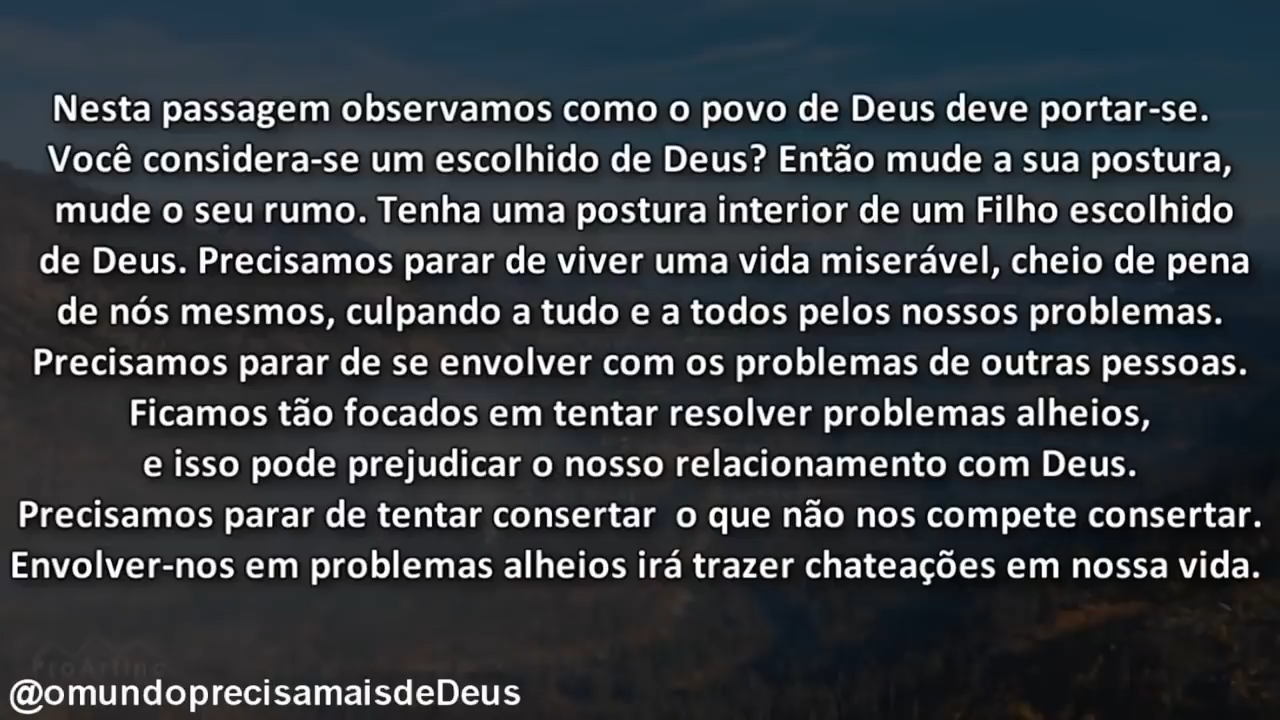 Nesta passagem observamos como o povo de Deus deve portar-se.
Você considera-se um escolhido de Deus? Então mude a sua postura,
mude o seu rumo. Tenha uma postura interior de um Filho escolhido
de Deus. Precisamos parar de viver uma vida miserável, cheio de pena
de nós mesmos, culpando a tudo e a todos pelos nossos problemas.
Precisamos parar de se envolver com os problemas de outras pessoas.
Ficamos tão focados em tentar resolver problemas alheios,
e isso pode prejudicar o nosso relacionamento com Deus.
Precisamos parar de tentar consertar  o que não nos compete consertar.
Envolver-nos em problemas alheios irá trazer chateações em nossa vida.
ProArtInc
@omundoprecisamaisdeDeus